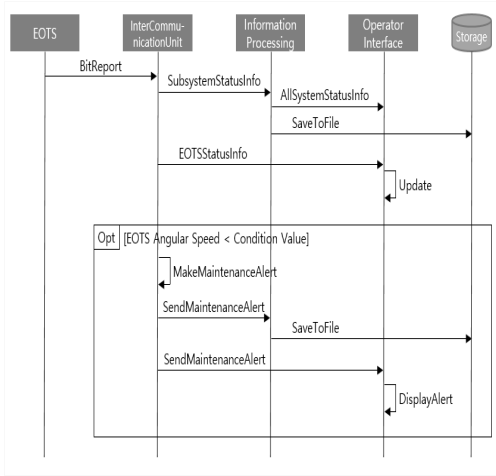 EOTS
InterCommu-
nicationUnit
Information
Processing
Operator
Interface
Storage
BitReport
SubsystemStatusInfo
AllSystemStatusInfo
SaveToFile
EOTSStatusInfo
Update
Opt [EOTS Angular Speed < Condition Value]
MakeMaintenanceAlert
SendMaintenanceAlert
SaveToFile
SendMaintenanceAlert
DisplayAlert